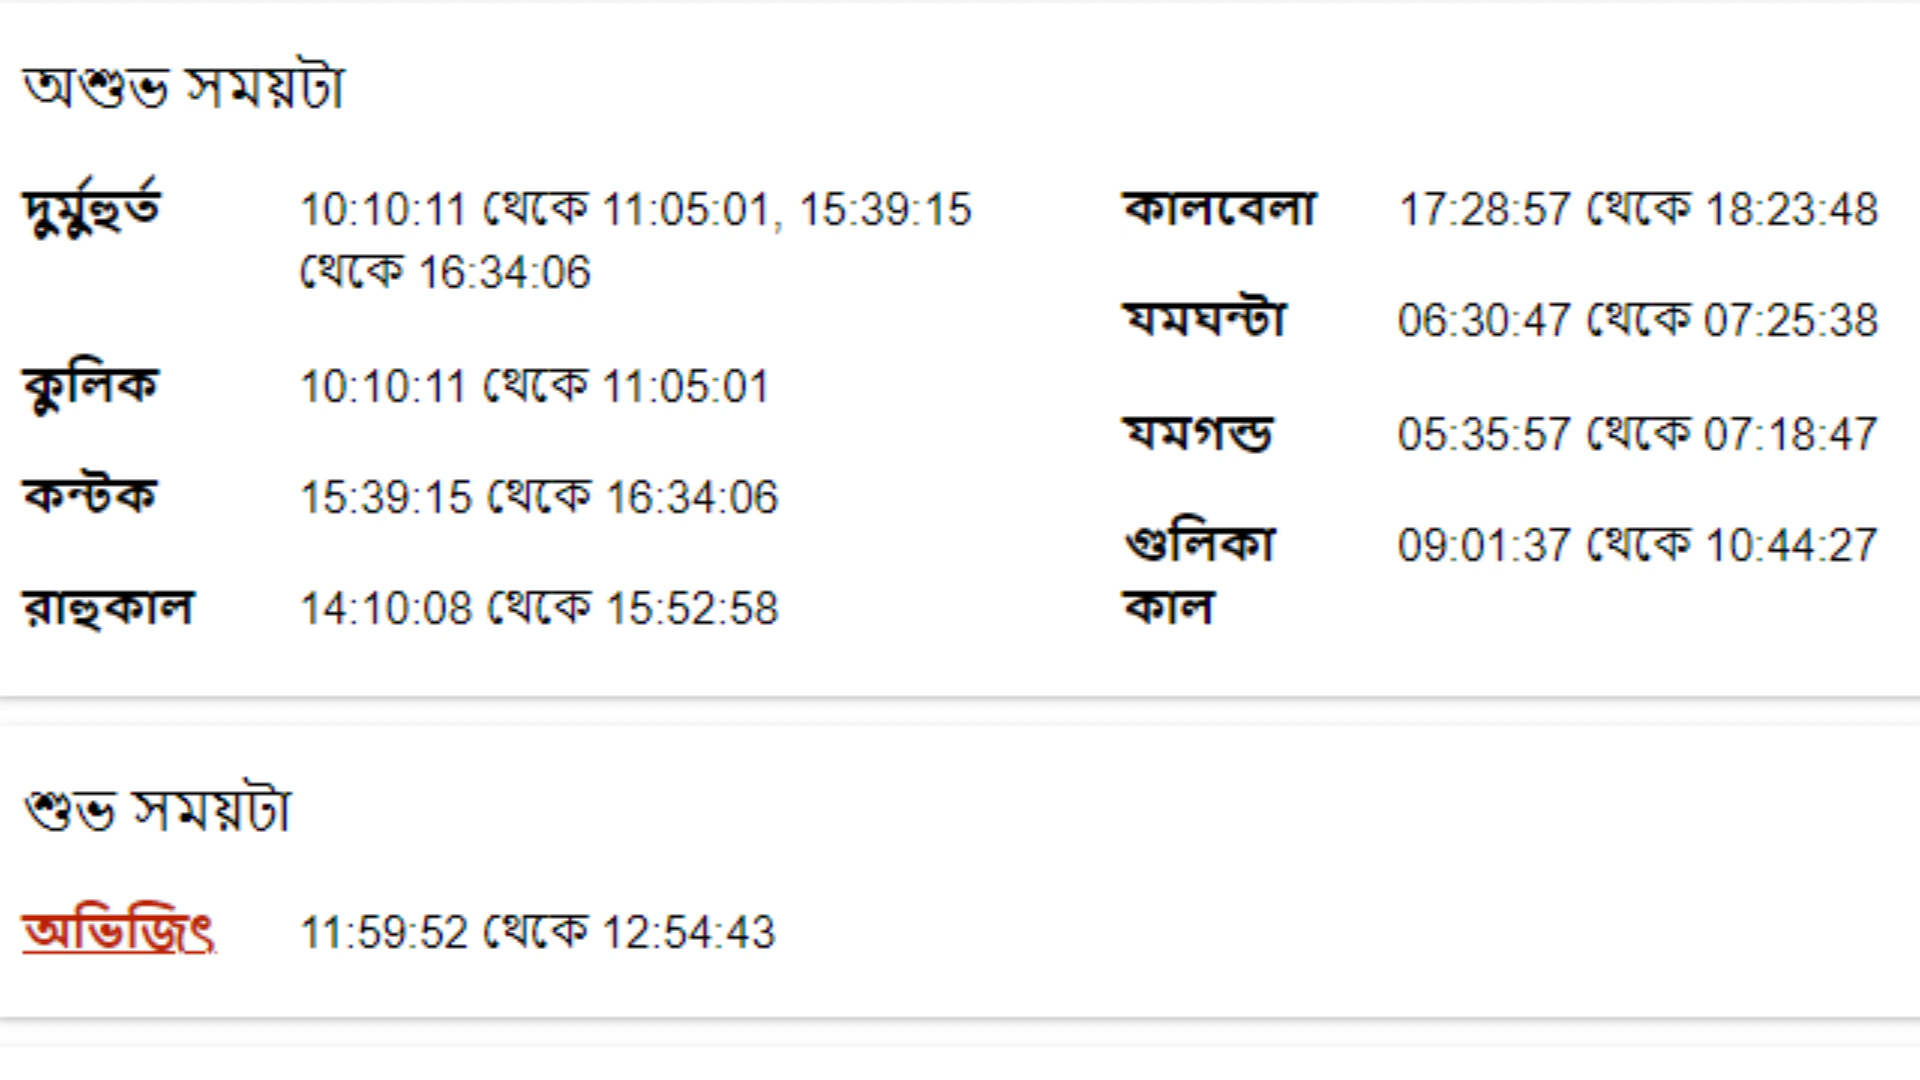 অশুভ সময়টা
দুর্মুহুর্ত 10:10:11 থেকে 11:05:01, 15:39:15
থেকে 16:34:06
কুলিক 10:10:11 থেকে 11:05:01
কন্টক 15:39:15 থেকে 16:34:06
রাহুকাল 14:10:08 থেকে 15:52:58
কালবেলা 17:28:57 থেকে 18:23:48
যমঘন্টা 06:30:47 থেকে 07:25:38
যমগন্ড 05:35:57 থেকে 07:18:47
গুলিকা 09:01:37 থেকে 10:44:27
কাল
শুভ সময়টা
অভিজিৎ 11:59:52 থেকে 12:54:43